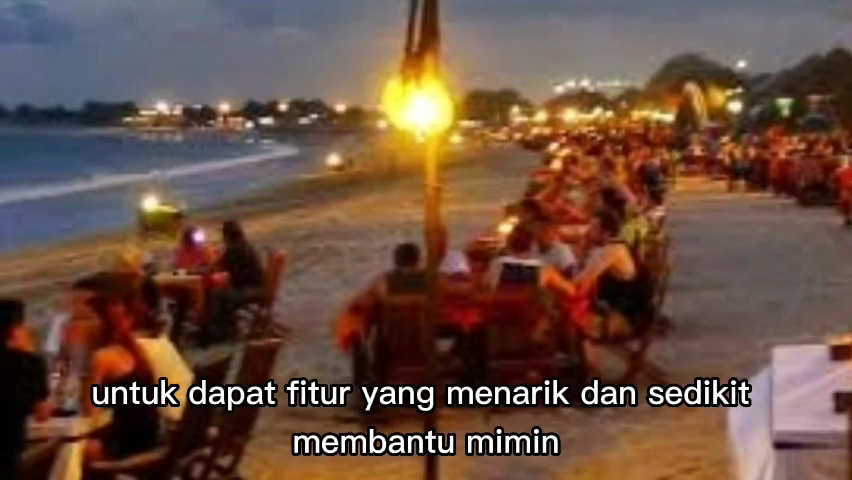 untuk dapat fitur yang menarik dan sedikit
membantu mimin